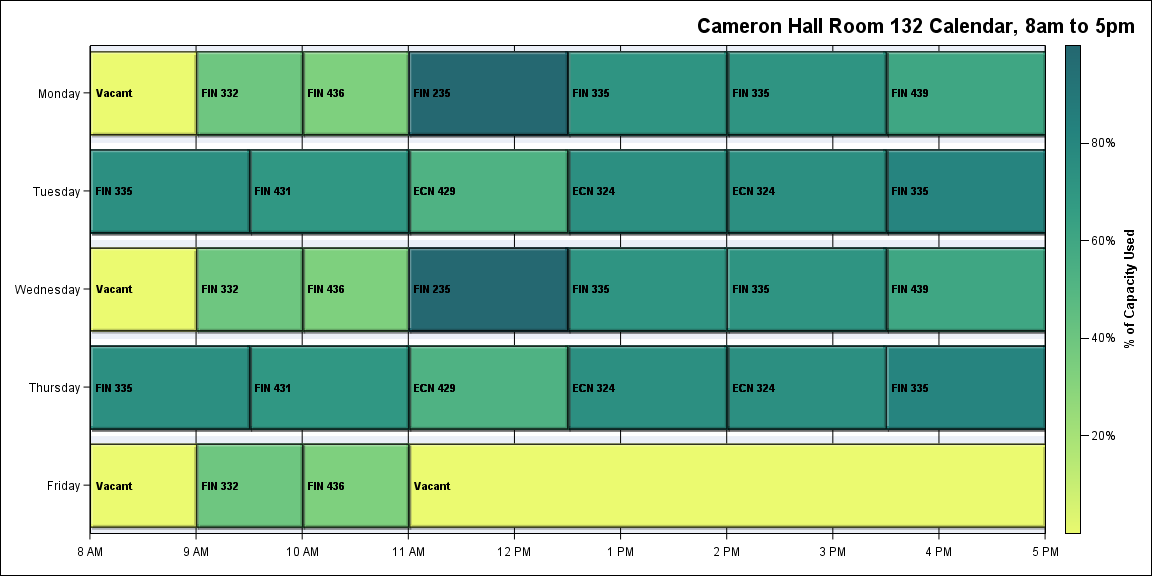 Cameron Hall Room 132 Calendar, 8am to 5pm
Monday
Vacant
FIN 332
FIN 436
FIN 235
FIN 335
FIN 335
FIN 439
Tuesday
FIN 335
FIN 431
ECN 429
ECN 324
ECN 324
FIN 335
Wednesday
Vacant
FIN 332
FIN 436
FIN 235
FIN 335
FIN 335
FIN 439
Thursday
FIN 335
FIN 431
ECN 429
ECN 324
ECN 324
FIN 335
Friday
Vacant
FIN 332
FIN 436
Vacant
8 AM
9 AM
10 AM
11 AM
12 PM
1 PM
2 PM
3 PM
4 PM
5 PM
80%
60%
40%
20%
% of Capacity Used